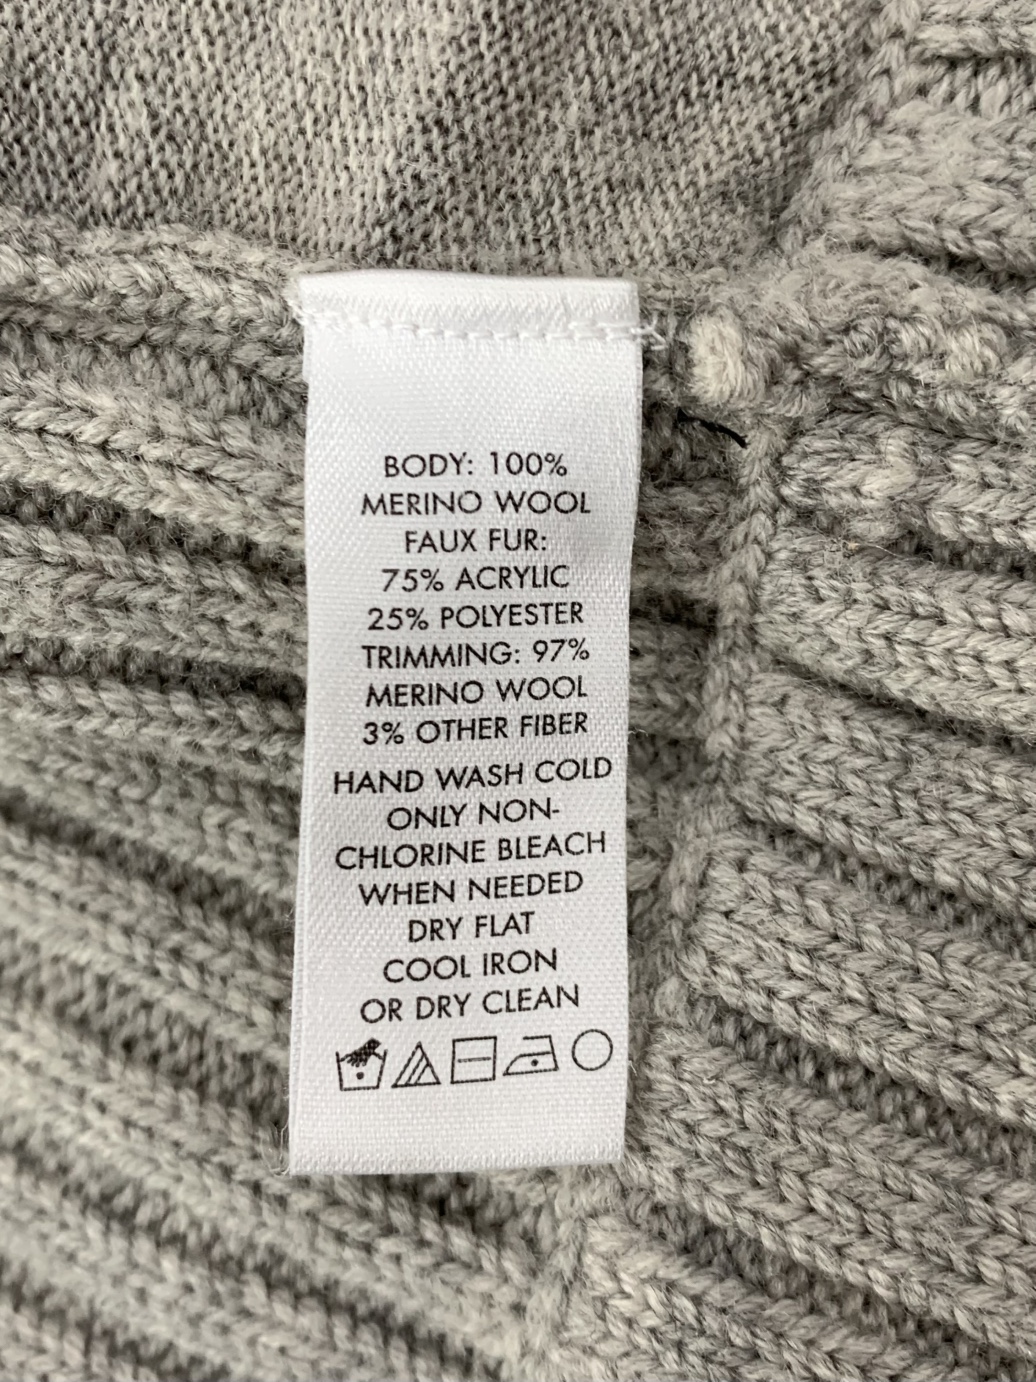 BODY: 100%
MERINO WOOL
FAUX FUR:
75% ACRYLIC
25% POLYESTER
TRIMMING: 97%
MERINO WOOL
3% OTHER FIBER
HAND WASH COLD
ONLY NON-
CHLORINE BLEACH
WHEN NEEDED
DRY FLAT
COOL IRON
OR DRY CLEAN